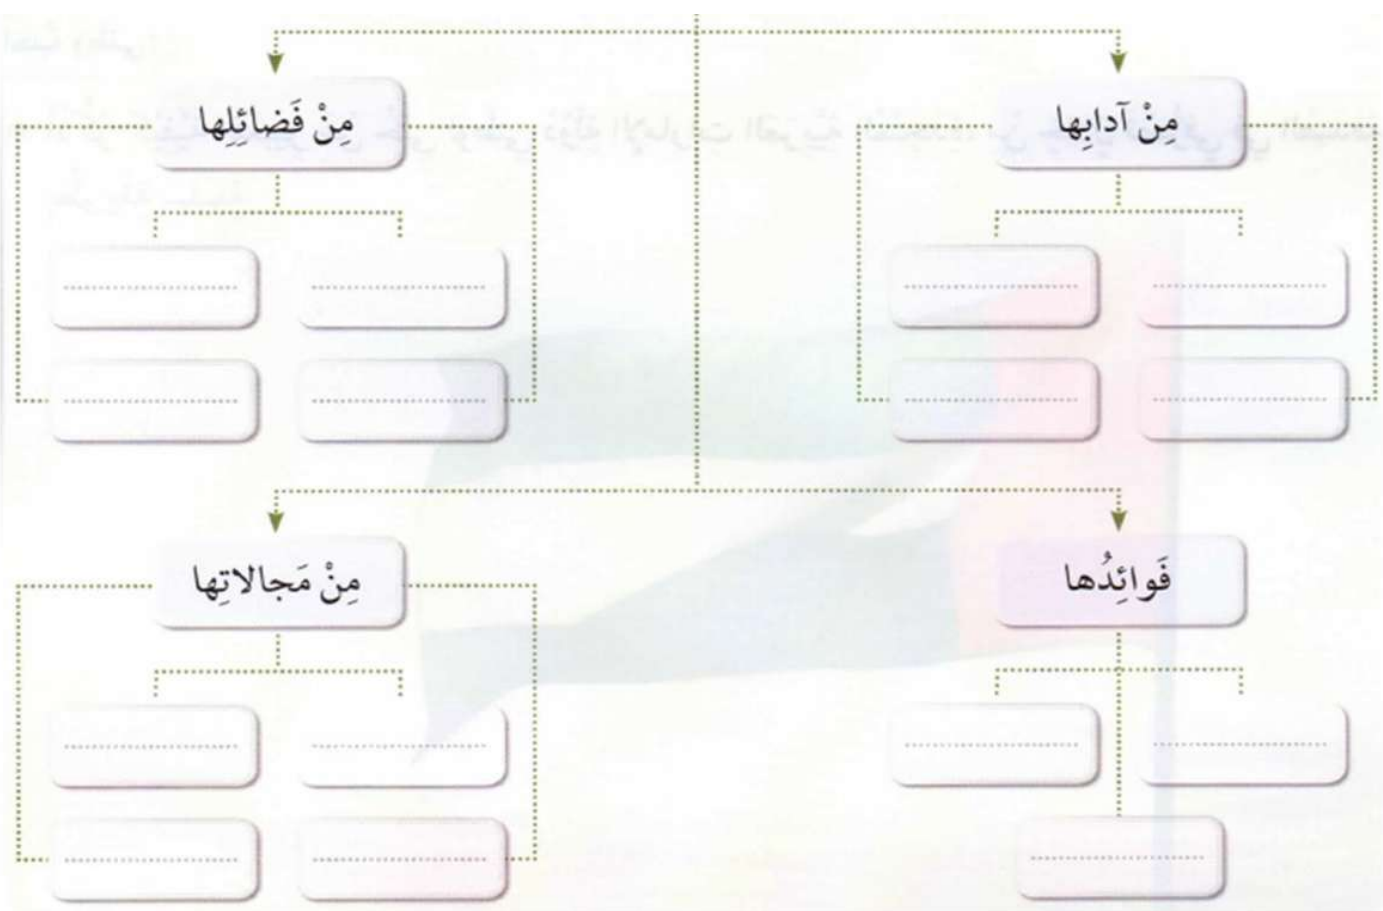 مِنْ آدابِها
مِنْ فَضائِلِها
فَوائِدُها
مِنْ مَجالاتِها